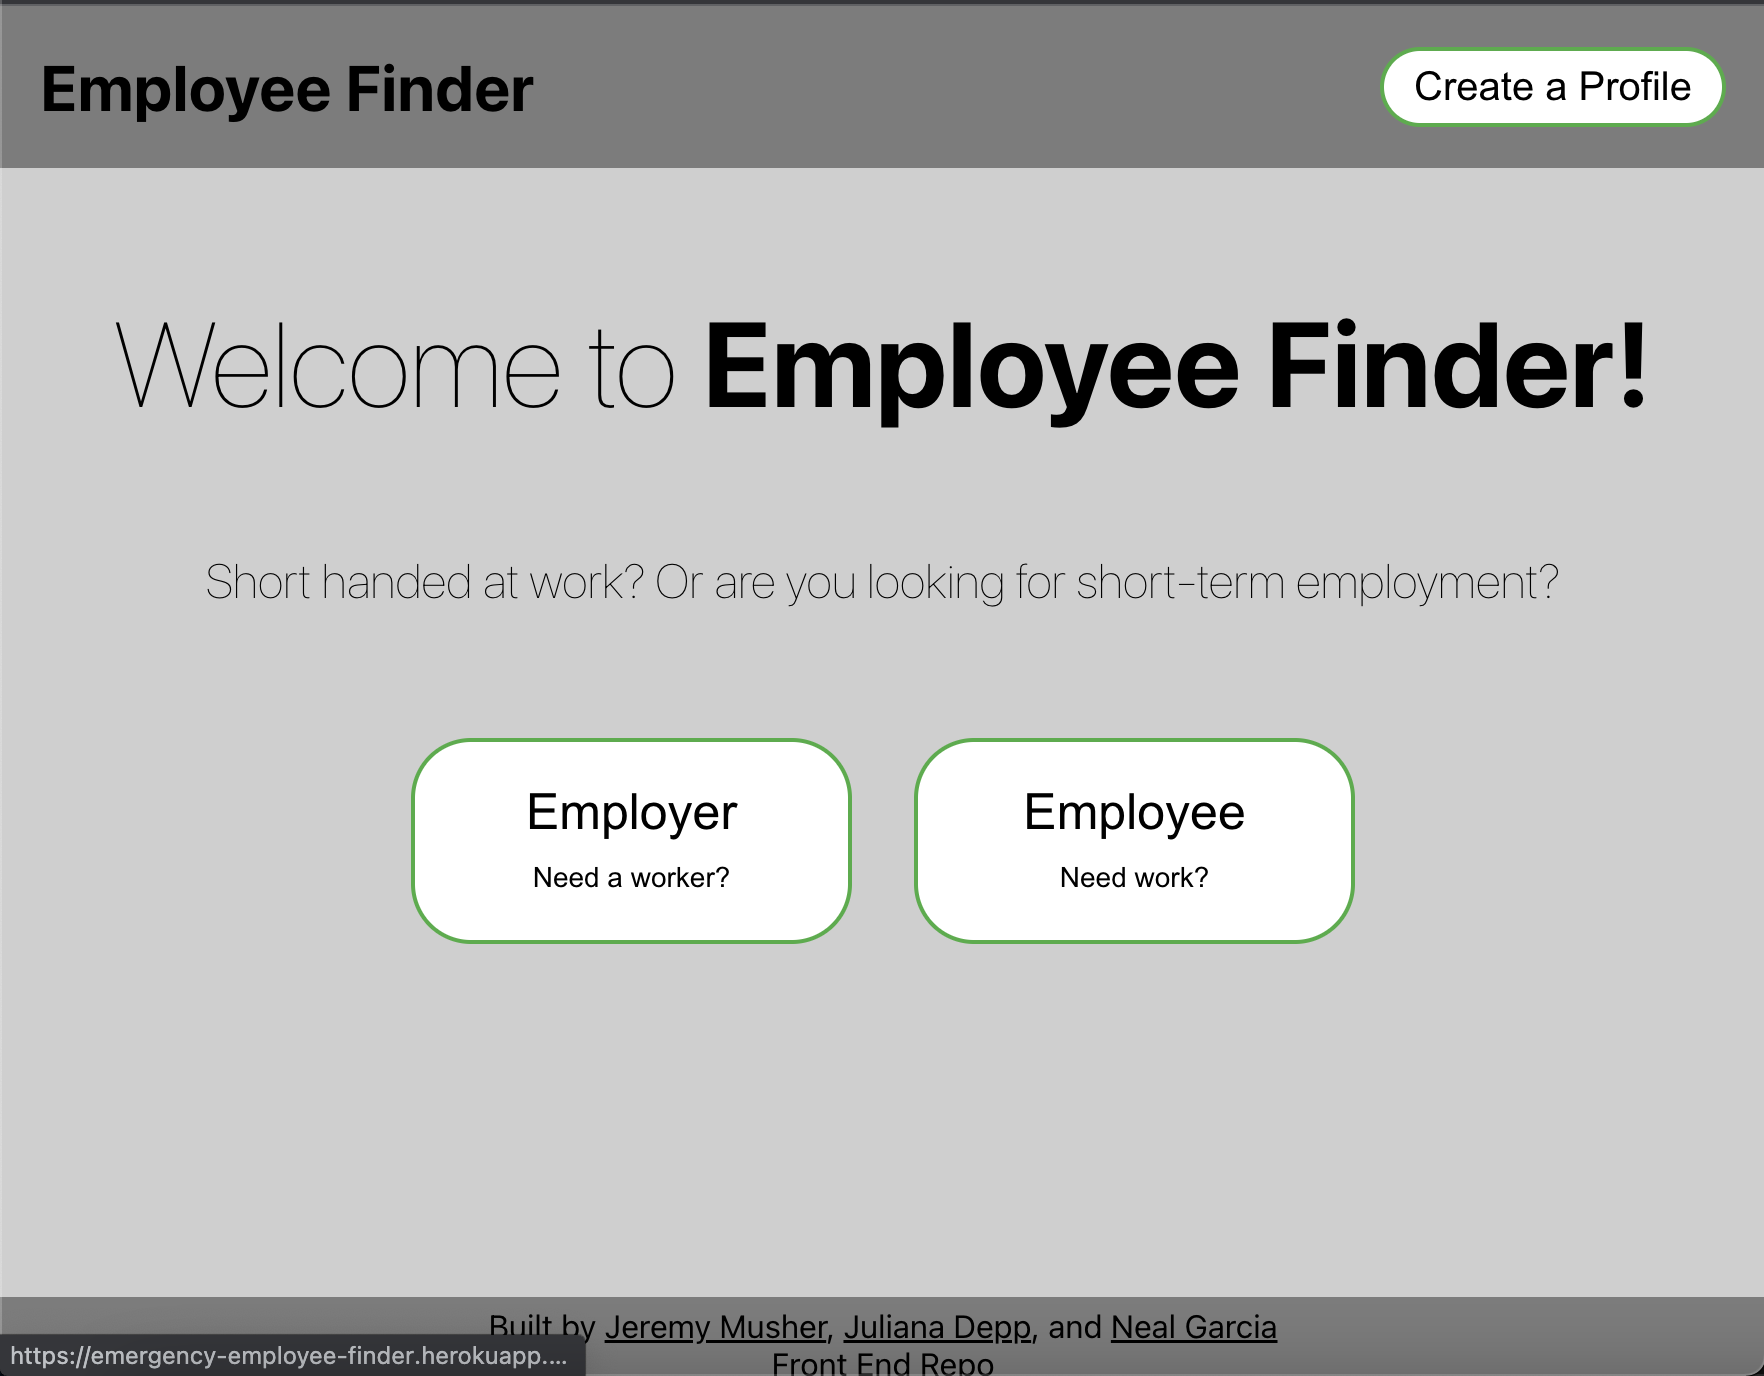 Employee Finder
Create a Profile
Welcome to Employee Finder!
Short handed at work? Or are you looking for short-term employment?
Employer
Need a worker?
Employee
Need work?
Built by Jeremy Musher, Juliana Depp, and Neal Garcia
Front End Repo
https://emergency-employee-finder.herokuapp....